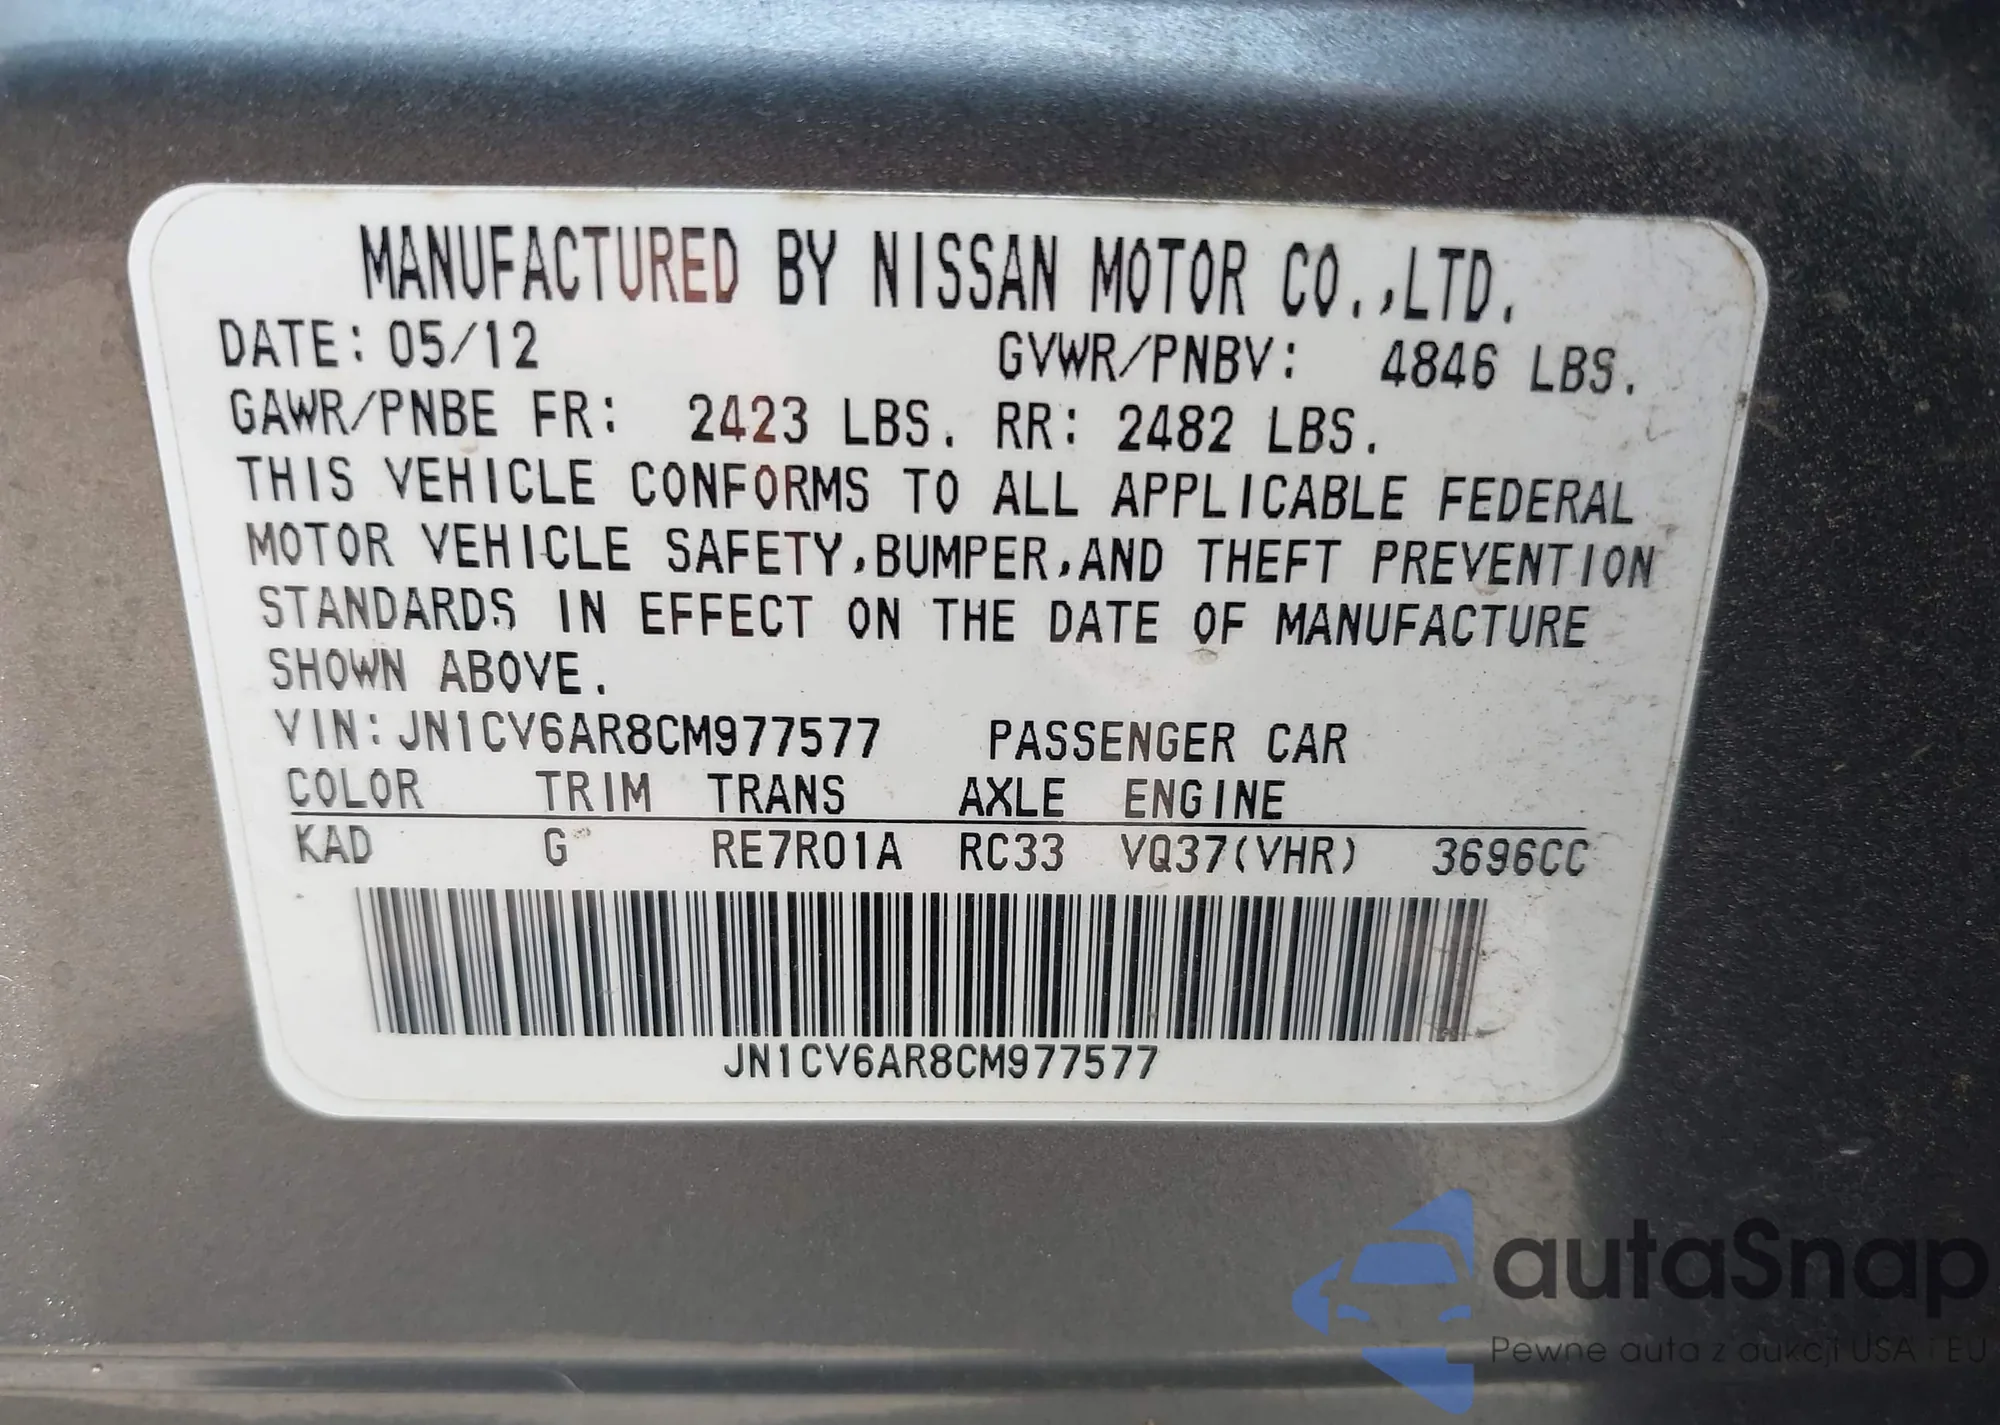 MANUFACTURED BY NISSAN MOTOR CO.,LTD.
DATE: 05/12 GVWR/PNBV: 4846 LBS.
GAWR/PNBE FR: 2423 LBS. RR: 2482 LBS.
THIS VEHICLE CONFORMS TO ALL APPLICABLE FEDERAL
MOTOR VEHICLE SAFETY,BUMPER,AND THEFT PREVENTION
STANDARDS IN EFFECT ON THE DATE OF MANUFACTURE
SHOWN ABOVE.
VIN:JN1CV6AR8CM977577 PASSENGER CAR
COLOR TRIM TRANS AXLE ENGINE
KAD G RE7R01A RC33 VQ37(VHR) 3696CC
JN1CV6AR8CM977577
autaSnap
Pewne auta z aukcji USA i EU